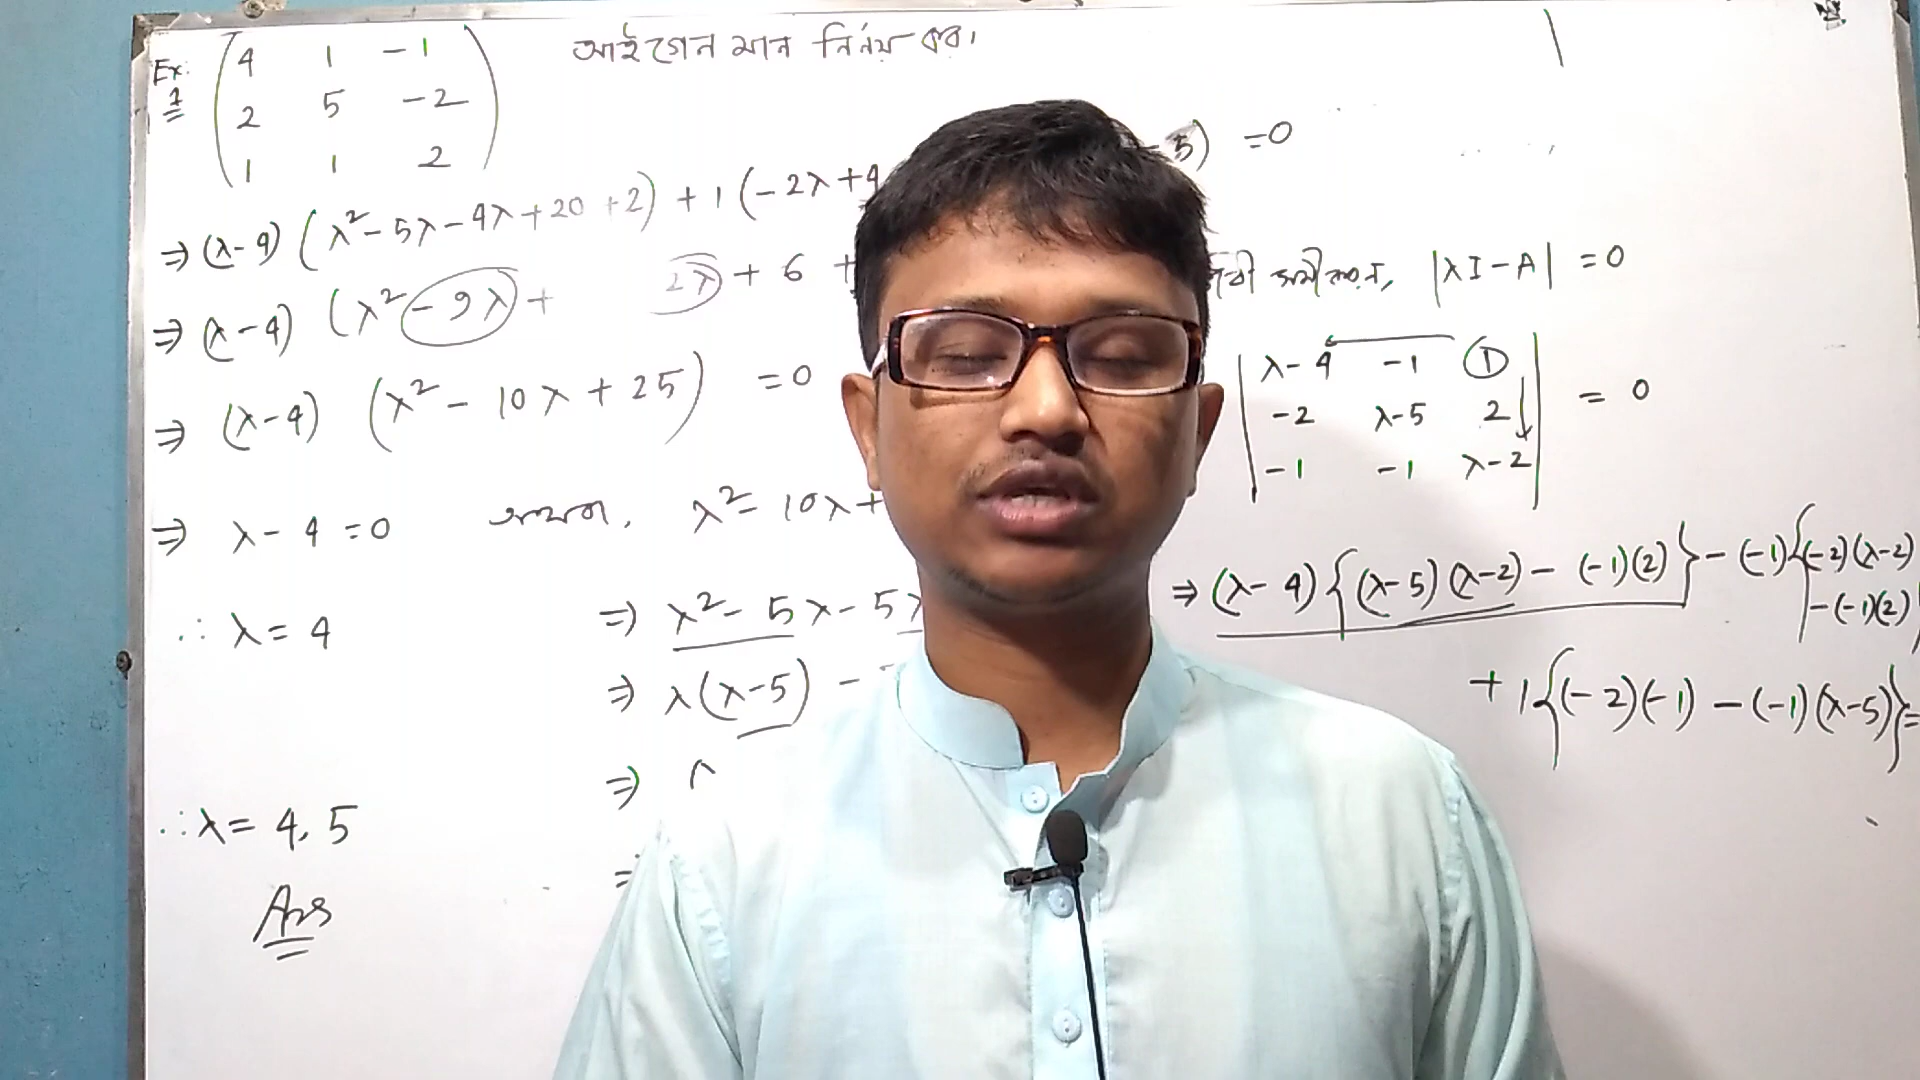 Ex: 1
4 1 -1
2 5 -2
1 1 2
আইগেন মান নির্নয় কর।
-5) =0
⇒ (λ-4) (λ²-5λ-4λ+20+2) + 1(-2λ+4
⇒ (λ-4) (λ²-9λ+ 2λ + 6 +
⇒ (λ-4) (λ²-10λ+25) =0
⇒ λ-4=0 অথবা, λ²-10λ+
∴ λ=4
⇒ λ²-5λ-5λ
⇒ λ(λ-5) -
⇒
∴ λ= 4, 5
Ans
|λI-A| =0
λ-4 -1 1
-2 λ-5 2 = 0
-1 -1 λ-2
⇒ (λ-4){(λ-5)(λ-2)-(-1)(2)}-(-1){(-2)(λ-2)
-(-1)(2)
+ 1{(-2)(-1)-(-1)(λ-5)}=